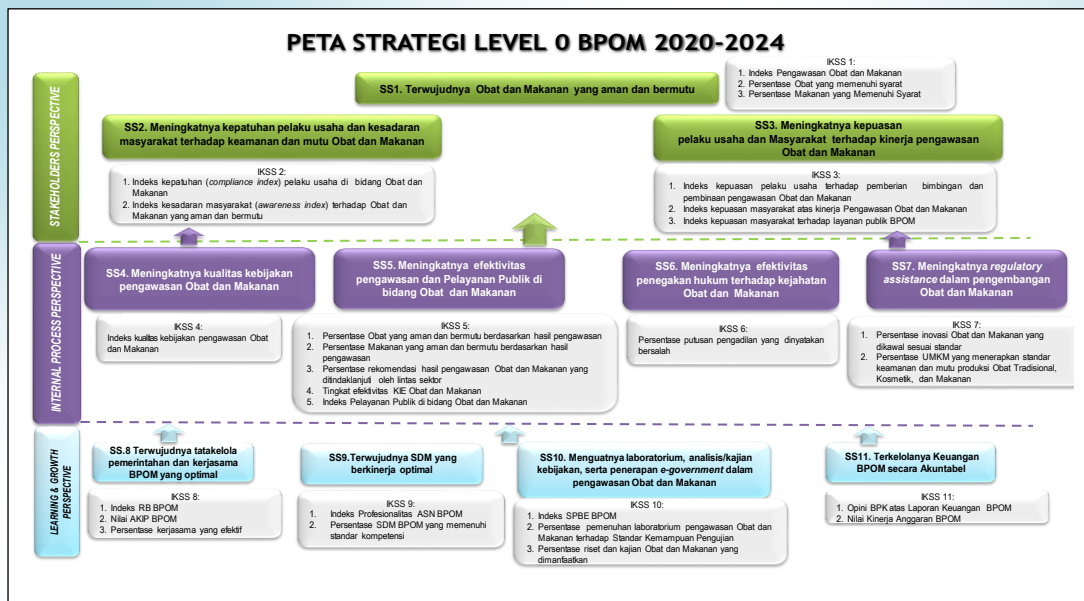 PETA STRATEGI LEVEL 0 BPOM 2020-2024
STAKEHOLDERS PERSPECTIVE
SS1. Terwujudnya Obat dan Makanan yang aman dan bermutu
IKSS 1:
1. Indeks Pengawasan Obat dan Makanan
2. Persentase Obat yang memenuhi syarat
3. Persentase Makanan yang Memenuhi Syarat
SS2. Meningkatnya kepatuhan pelaku usaha dan kesadaran
masyarakat terhadap keamanan dan mutu Obat dan Makanan
IKSS 2:
1. Indeks kepatuhan (compliance index) pelaku usaha di bidang Obat dan
Makanan
2. Indeks kesadaran masyarakat (awareness index) terhadap Obat dan
Makanan yang aman dan bermutu
SS3. Meningkatnya kepuasan
pelaku usaha dan Masyarakat terhadap kinerja pengawasan
Obat dan Makanan
IKSS 3:
1. Indeks kepuasan pelaku usaha terhadap pemberian bimbingan dan
pembinaan pengawasan Obat dan Makanan
2. Indeks kepuasan masyarakat atas kinerja Pengawasan Obat dan Makanan
3. Indeks kepuasan masyarakat terhadap layanan publik BPOM
INTERNAL PROCESS PERSPECTIVE
SS4. Meningkatnya kualitas kebijakan
pengawasan Obat dan Makanan
IKSS 4:
Indeks kualitas kebijakan pengawasan Obat
dan Makanan
SS5. Meningkatnya efektivitas
pengawasan dan Pelayanan Publik di
bidang Obat dan Makanan
IKSS 5:
1. Persentase Obat yang aman dan bermutu berdasarkan hasil pengawasan
2. Persentase Makanan yang aman dan bermutu berdasarkan hasil
pengawasan
3. Persentase rekomendasi hasil pengawasan Obat dan Makanan yang
ditindaklanjuti oleh lintas sektor
4. Tingkat efektivitas KIE Obat dan Makanan
5. Indeks Pelayanan Publik di bidang Obat dan Makanan
SS6. Meningkatnya efektivitas
penegakan hukum terhadap kejahatan
Obat dan Makanan
IKSS 6:
Persentase putusan pengadilan yang dinyatakan
bersalah
SS7. Meningkatnya regulatory
assistance dalam pengembangan
Obat dan Makanan
IKSS 7:
1. Persentase inovasi Obat dan Makanan yang
dikawal sesuai standar
2. Persentase UMKM yang menerapkan standar
keamanan dan mutu produksi Obat Tradisional,
Kosmetik, dan Makanan
LEARNING & GROWTH
PERSPECTIVE
SS.8 Terwujudnya tatakelola
pemerintahan dan kerjasama
BPOM yang optimal
IKSS 8:
1. Indeks RB BPOM
2. Nilai AKIP BPOM
3. Persentase kerjasama yang efektif
SS9.Terwujudnya SDM yang
berkinerja optimal
IKSS 9:
1. Indeks Profesionalitas ASN BPOM
2. Persentase SDM BPOM yang memenuhi
standar kompetensi
SS10. Menguatnya laboratorium, analisis/kajian
kebijakan, serta penerapan e-government dalam
pengawasan Obat dan Makanan
IKSS 10:
1. Indeks SPBE BPOM
2. Persentase pemenuhan laboratorium pengawasan Obat dan
Makanan terhadap Standar Kemampuan Pengujian
3. Persentase riset dan kajian Obat dan Makanan yang
dimanfaatkan
SS11. Terkelolanya Keuangan
BPOM secara Akuntabel
IKSS 11:
1. Opini BPK atas Laporan Keuangan BPOM
2. Nilai Kinerja Anggaran BPOM